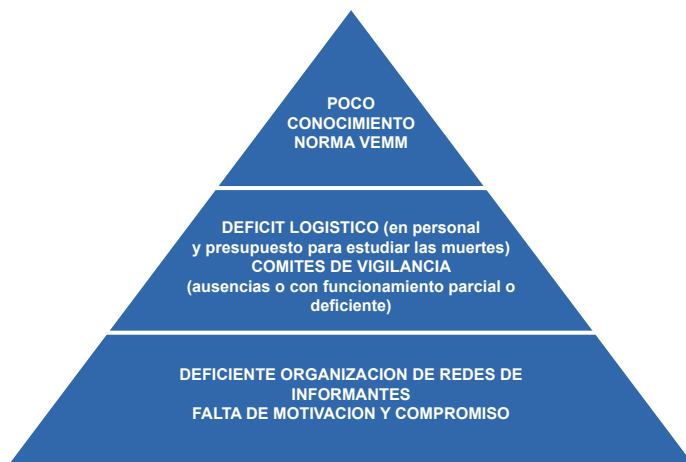 POCO
CONOCIMIENTO
NORMA VEMM
DEFICIT LOGISTICO (en personal
y presupuesto para estudiar las muertes)
COMITES DE VIGILANCIA
(ausencias o con funcionamiento parcial o
deficiente)
DEFICIENTE ORGANIZACION DE REDES DE
INFORMANTES
FALTA DE MOTIVACION Y COMPROMISO